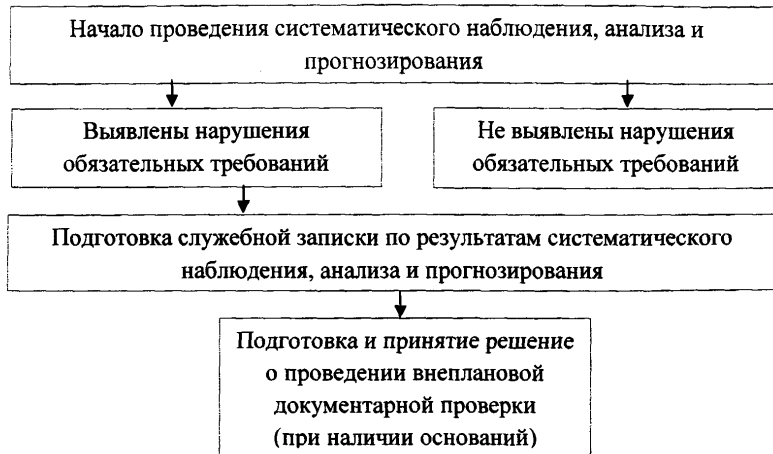 Начало проведения систематического наблюдения, анализа и
прогнозирования
Выявлены нарушения
обязательных требований
Не выявлены нарушения
обязательных требований
Подготовка служебной записки по результатам систематического
наблюдения, анализа и прогнозирования
Подготовка и принятие решение
о проведении внеплановой
документарной проверки
(при наличии оснований)